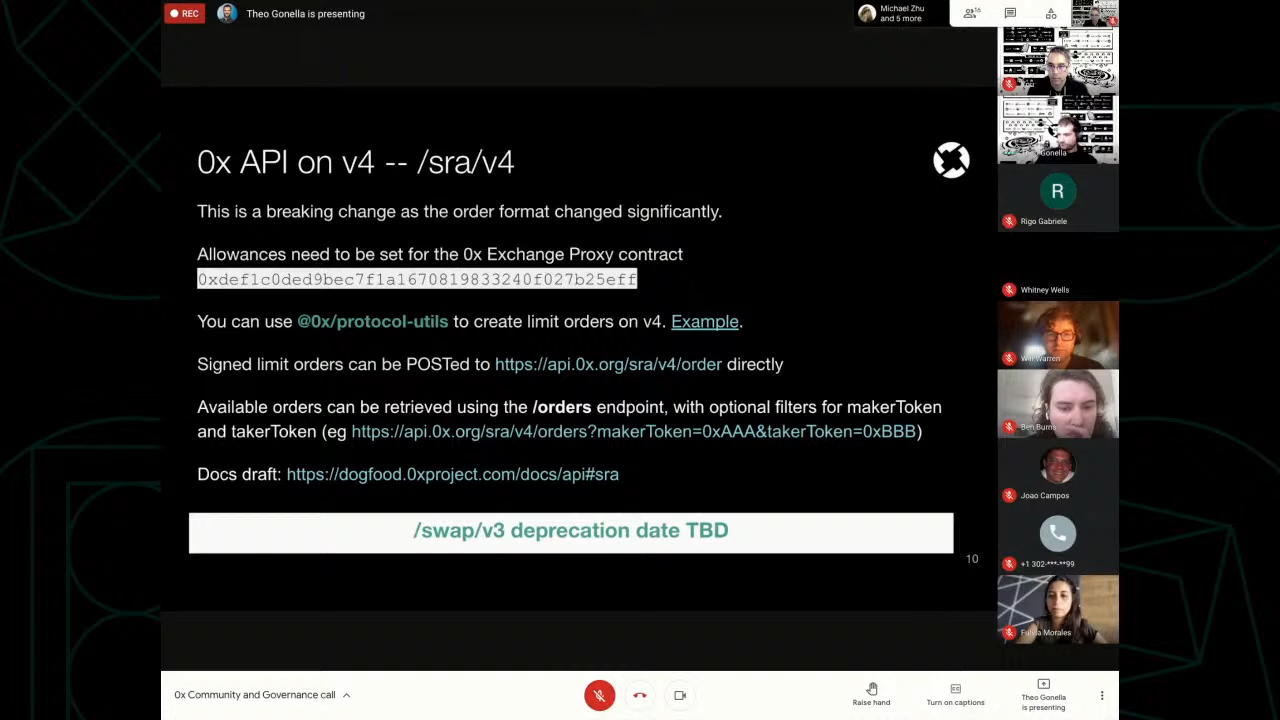 REC
Theo Gonella is presenting
Michael Zhu
and 5 more
16
You
0x API on v4 -- /sra/v4
Theo Gonella
This is a breaking change as the order format changed significantly.
R
Rigo Gabriele
Allowances need to be set for the 0x Exchange Proxy contract
0xdef1c0ded9bec7f1a1670819833240f027b25eff
Whitney Wells
You can use @0x/protocol-utils to create limit orders on v4. Example.
Signed limit orders can be POSTed to https://api.0x.org/sra/v4/order directly
Will Warren
Available orders can be retrieved using the /orders endpoint, with optional filters for makerToken
and takerToken (eg https://api.0x.org/sra/v4/orders?makerToken=0xAAA&takerToken=0xBBB)
Ben Burns
Docs draft: https://dogfood.0xproject.com/docs/api#sra
Joao Campos
/swap/v3 deprecation date TBD
10
+1 302-***-**99
Fulvia Morales
0x Community and Governance call
Raise hand
Turn on captions
Theo Gonella
is presenting